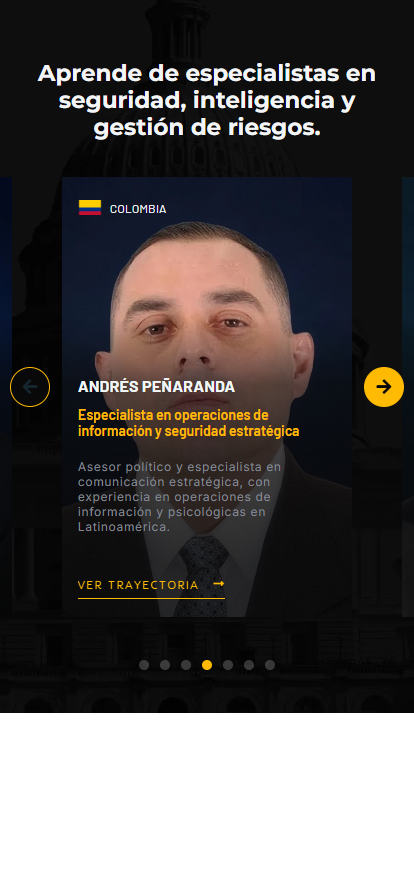 Aprende de especialistas en
seguridad, inteligencia y
gestión de riesgos.
COLOMBIA
ANDRÉS PEÑARANDA
Especialista en operaciones de
información y seguridad estratégica
Asesor político y especialista en
comunicación estratégica, con
experiencia en operaciones de
información y psicológicas en
Latinoamérica.
VER TRAYECTORIA